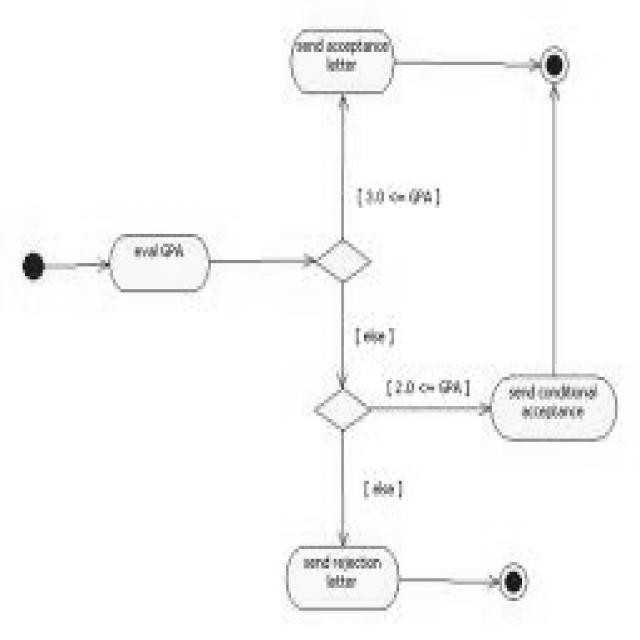 send acceptance
letter
[ 3.0 <= GPA ]
eval GPA
[ else ]
[ 2.0 <= GPA ]
send conditional
acceptance
[ else ]
send rejection
letter